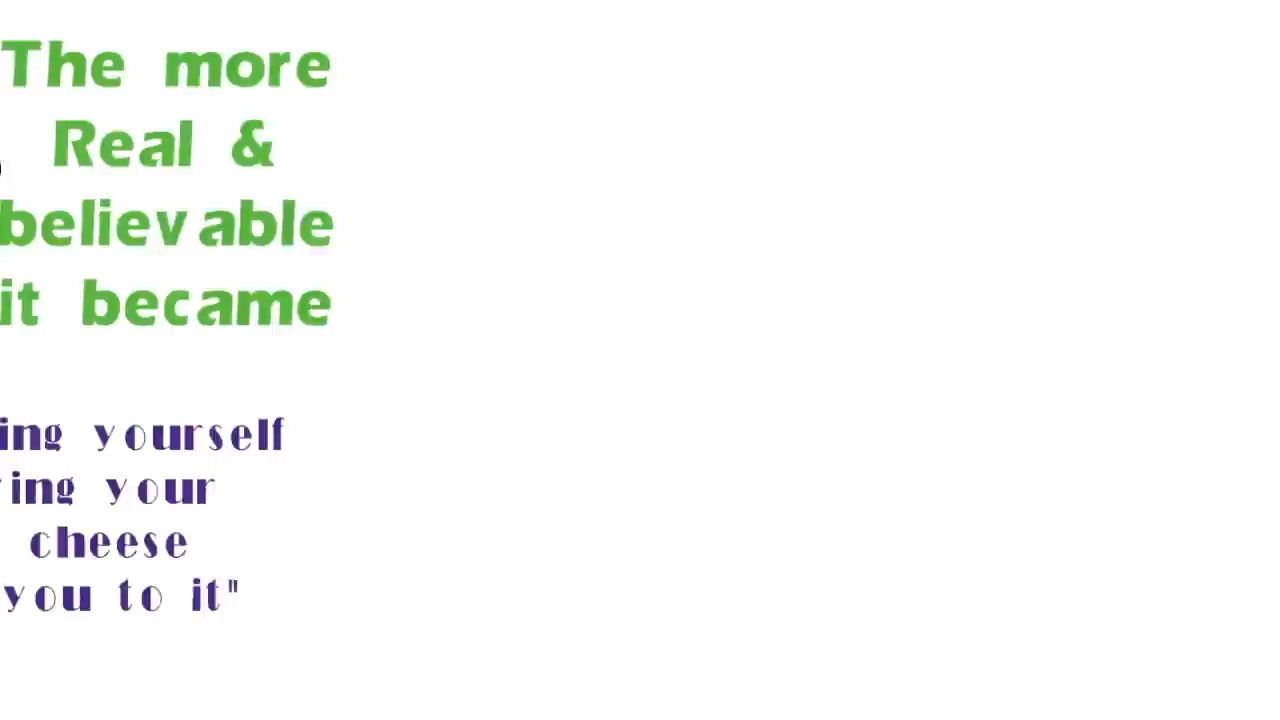 The more
Real &
believable
it became
ing yourself
ing your
cheese
you to it"